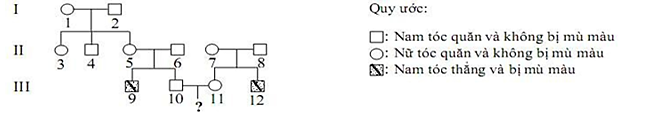 I
1
2
Quy ước:
: Nam tóc quăn và không bị mù màu
II
3
4
5
6
7
8
: Nữ tóc quăn và không bị mù màu
: Nam tóc thẳng và bị mù màu
III
9
10
11
12
?